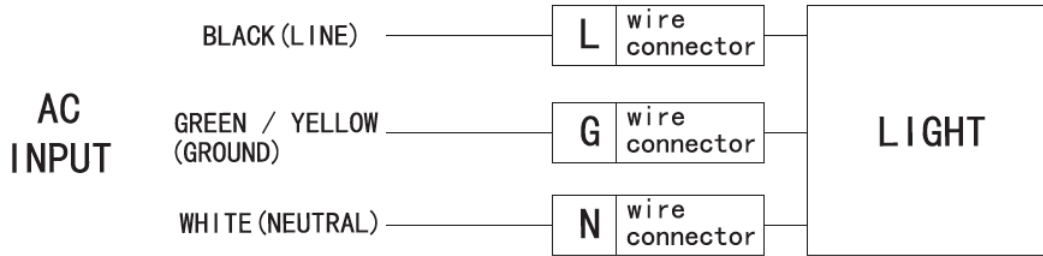 AC
INPUT
BLACK(LINE)
L
wire
connector
GREEN / YELLOW
(GROUND)
G
wire
connector
WHITE(NEUTRAL)
N
wire
connector
LIGHT